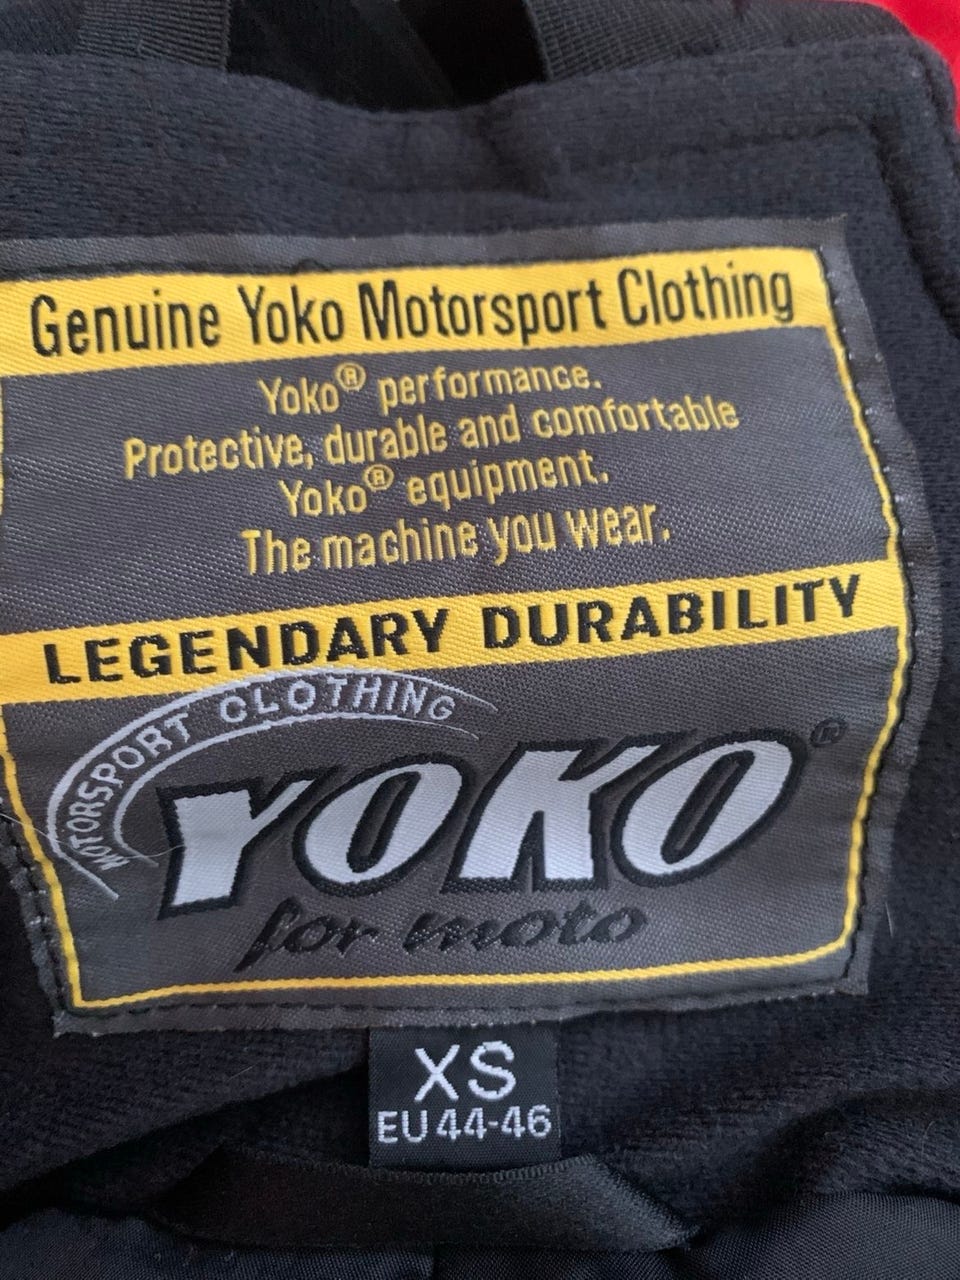 Genuine Yoko Motorsport Clothing
Yoko® performance.
Protective, durable and comfortable
Yoko® equipment.
The machine you wear.
LEGENDARY DURABILITY
MOTORSPORT CLOTHING
YOKO®
for moto
XS
EU 44-46